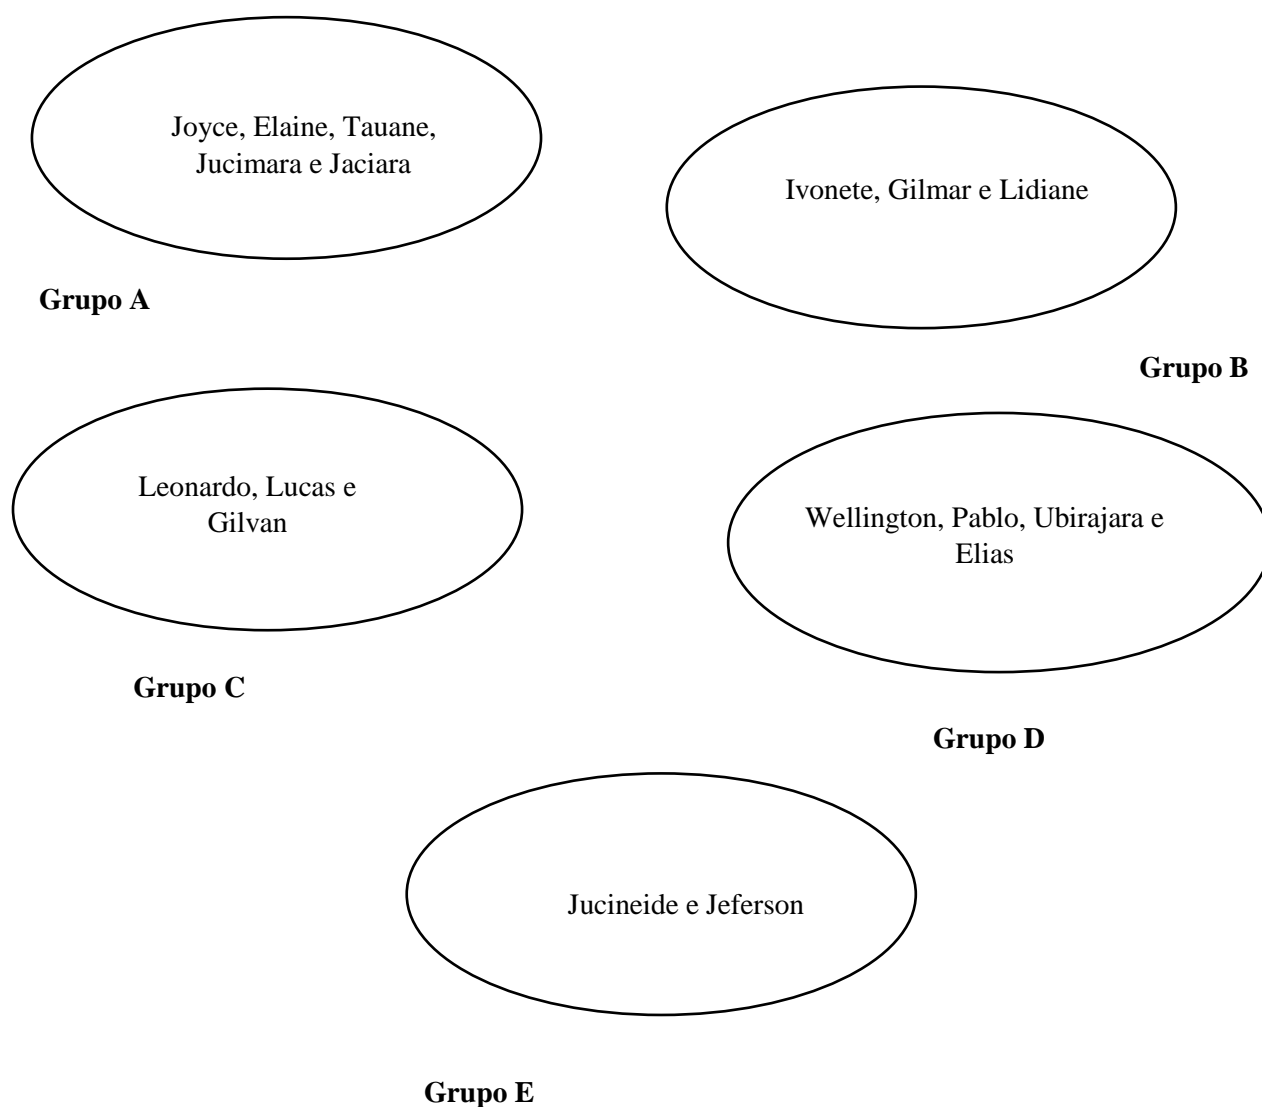 Joyce, Elaine, Tauane,
Jucimara e Jaciara
Grupo A
Ivonete, Gilmar e Lidiane
Grupo B
Leonardo, Lucas e
Gilvan
Grupo C
Wellington, Pablo, Ubirajara e
Elias
Grupo D
Jucineide e Jeferson
Grupo E